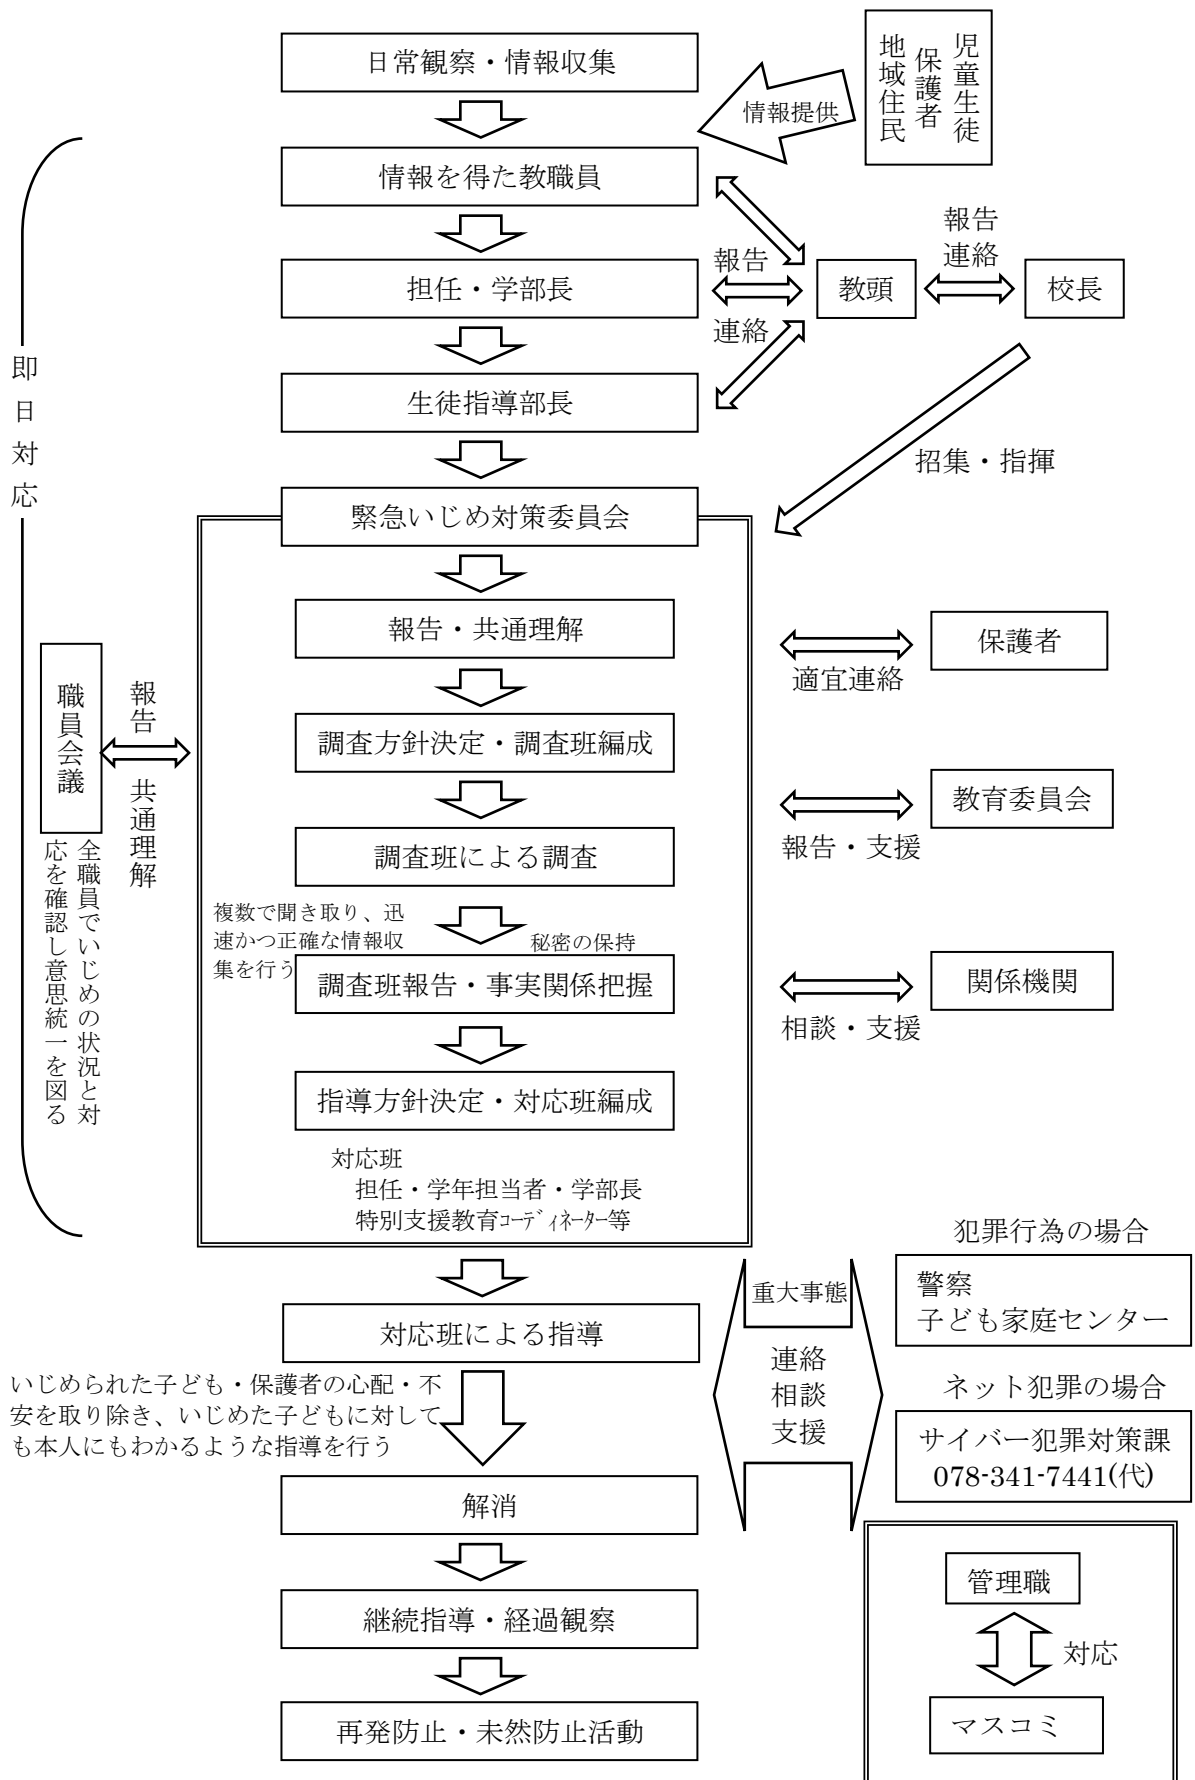 日常観察・情報収集
児童生徒
保護者
地域住民
情報提供
情報を得た教職員
担任・学部長
報告
連絡
教頭
報告
連絡
校長
生徒指導部長
招集・指揮
即日対応
緊急いじめ対策委員会
報告・共通理解
保護者
適宜連絡
調査方針決定・調査班編成
職員会議
報告
共通理解
全職員でいじめの状況と対
応を確認し意思統一を図る
教育委員会
報告・支援
調査班による調査
複数で聞き取り、迅
速かつ正確な情報収
集を行う
秘密の保持
調査班報告・事実関係把握
関係機関
相談・支援
指導方針決定・対応班編成
対応班
担任・学年担当者・学部長
特別支援教育ｺｰﾃﾞｨﾈｰﾀｰ等
犯罪行為の場合
警察
子ども家庭センター
重大事態
連絡
相談
支援
対応班による指導
いじめられた子ども・保護者の心配・不
安を取り除き、いじめた子どもに対して
も本人にもわかるような指導を行う
ネット犯罪の場合
サイバー犯罪対策課
078-341-7441(代)
解消
継続指導・経過観察
再発防止・未然防止活動
管理職
対応
マスコミ